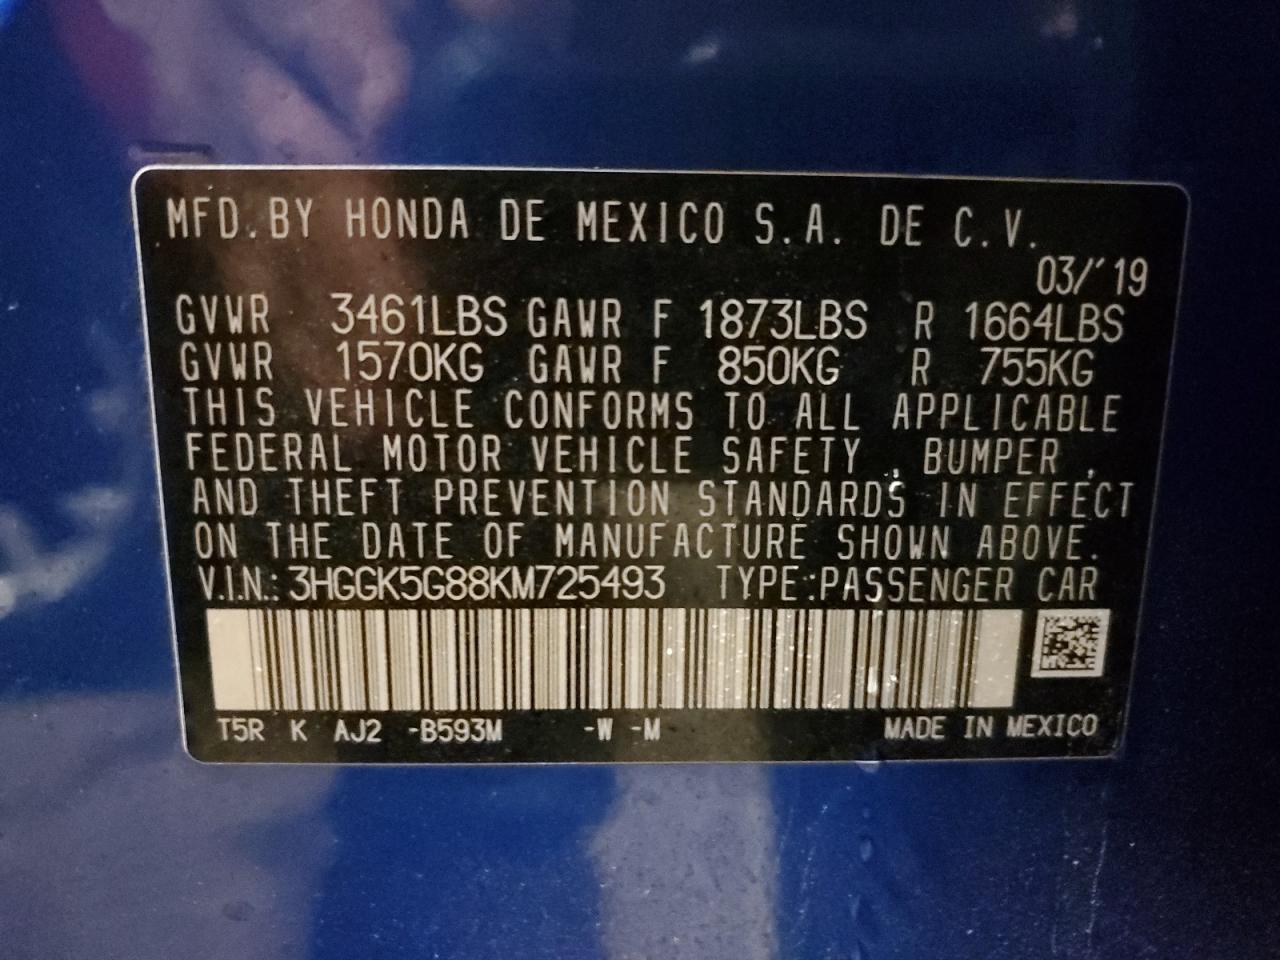 MFD.BY HONDA DE MEXICO S.A. DE C.V.
03/'19
GVWR 3461LBS GAWR F 1873LBS R 1664LBS
GVWR 1570KG GAWR F 850KG R 755KG
THIS VEHICLE CONFORMS TO ALL APPLICABLE
FEDERAL MOTOR VEHICLE SAFETY , BUMPER ,
AND THEFT PREVENTION STANDARDS IN EFFECT
ON THE DATE OF MANUFACTURE SHOWN ABOVE.
V.I.N.: 3HGGK5G88KM725493 TYPE:PASSENGER CAR
T5R K AJ2 -B593M -W -M MADE IN MEXICO